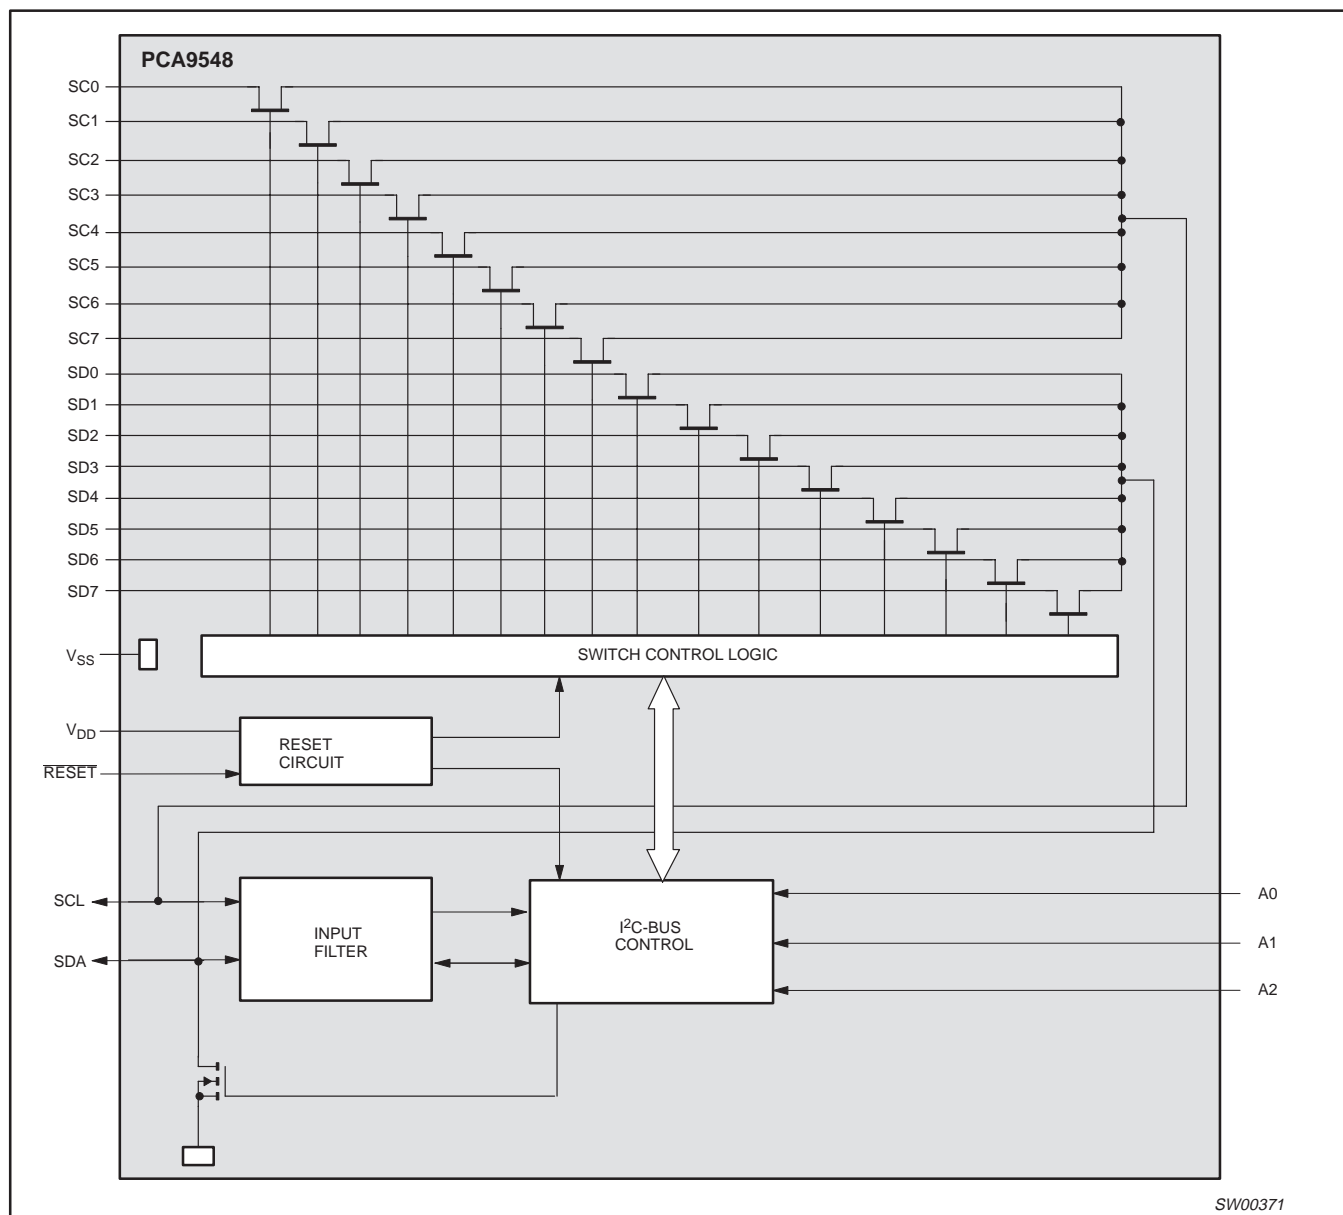 PCA9548
SC0
SC1
SC2
SC3
SC4
SC5
SC6
SC7
SD0
SD1
SD2
SD3
SD4
SD5
SD6
SD7
VSS
SWITCH CONTROL LOGIC
VDD
RESET
CIRCUIT
RESET
SCL
SDA
INPUT
FILTER
I²C-BUS
CONTROL
A0
A1
A2
SW00371